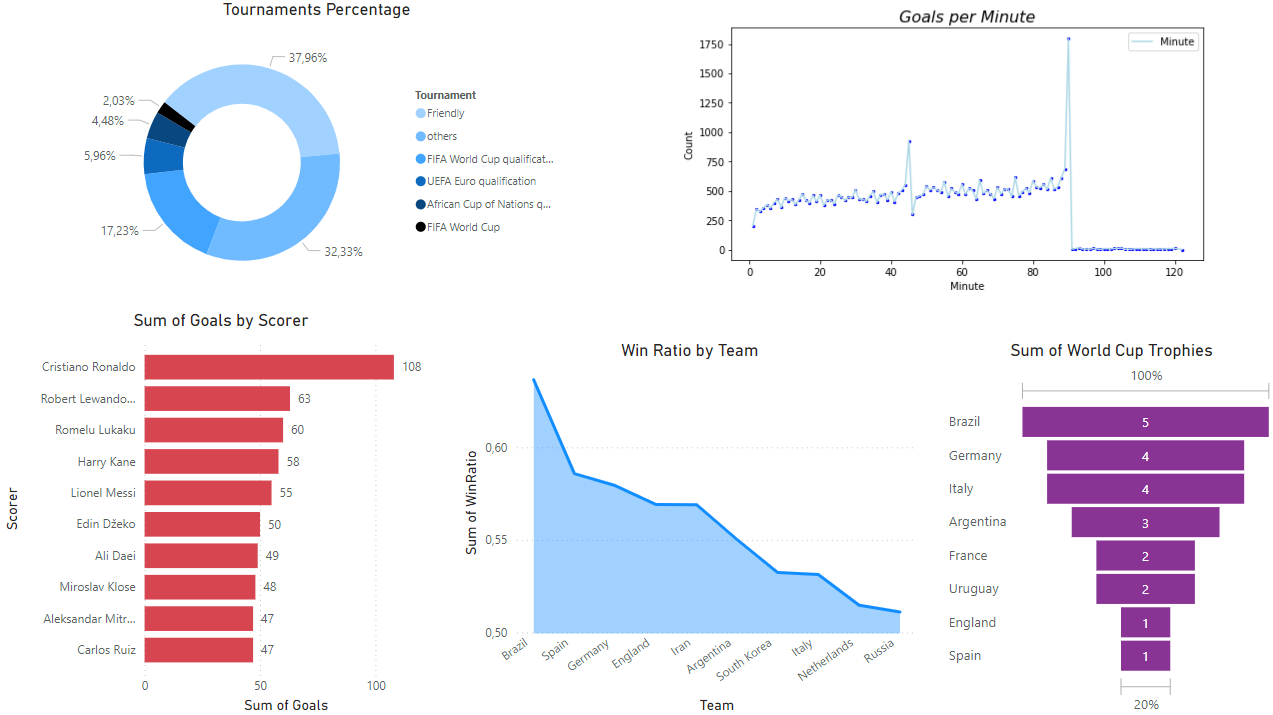 Tournaments Percentage
37,96%
2,03%
4,48%
5,96%
17,23%
32,33%
Tournament
Friendly
others
FIFA World Cup qualificat...
UEFA Euro qualification
African Cup of Nations q...
FIFA World Cup
Goals per Minute
Minute
Count
1750
1500
1250
1000
750
500
250
0
0 20 40 60 80 100 120
Minute
Sum of Goals by Scorer
Scorer
Cristiano Ronaldo 108
Robert Lewando... 63
Romelu Lukaku 60
Harry Kane 58
Lionel Messi 55
Edin Džeko 50
Ali Daei 49
Miroslav Klose 48
Aleksandar Mitr... 47
Carlos Ruiz 47
0 50 100
Sum of Goals
Win Ratio by Team
Sum of WinRatio
0,60
0,55
0,50
Brazil
Spain
Germany
England
Iran
Argentina
South Korea
Italy
Netherlands
Russia
Team
Sum of World Cup Trophies
100%
Brazil 5
Germany 4
Italy 4
Argentina 3
France 2
Uruguay 2
England 1
Spain 1
20%